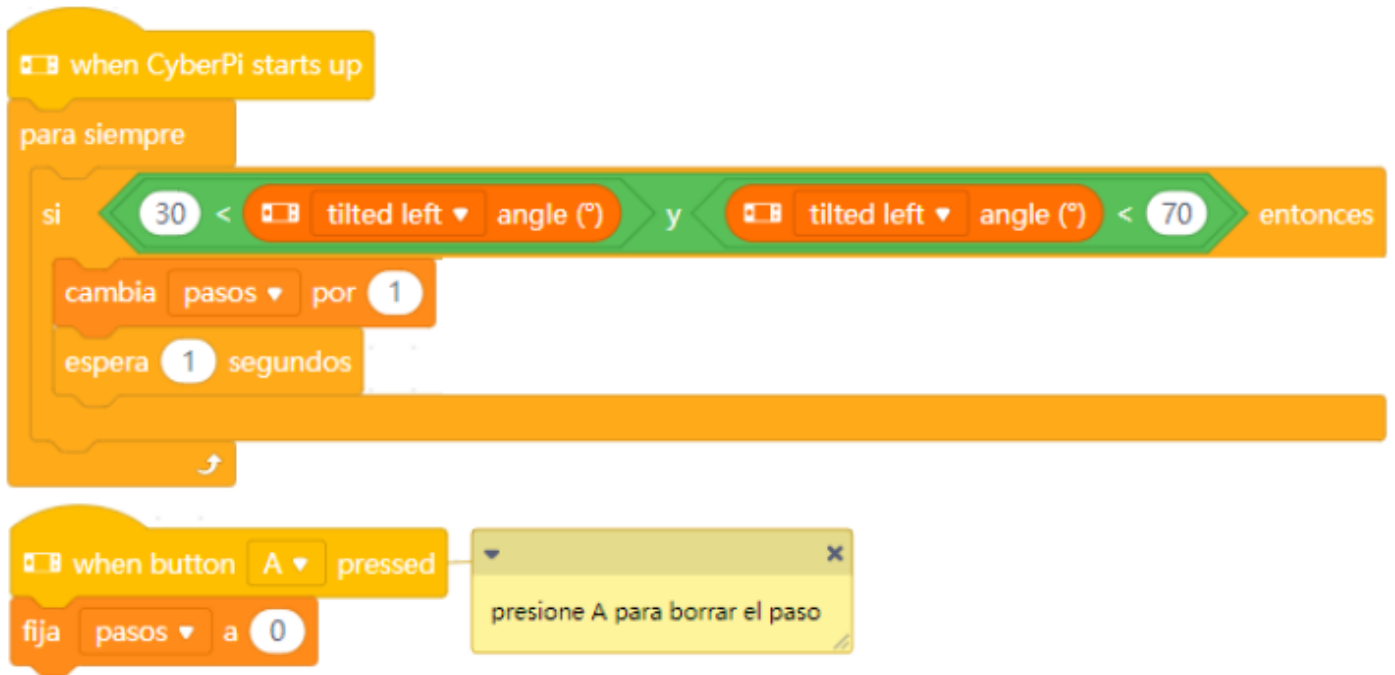 when CyberPi starts up
para siempre
si 30 < tilted left angle (°) y tilted left angle (°) < 70 entonces
cambia pasos por 1
espera 1 segundos
when button A pressed
presione A para borrar el paso
fija pasos a 0